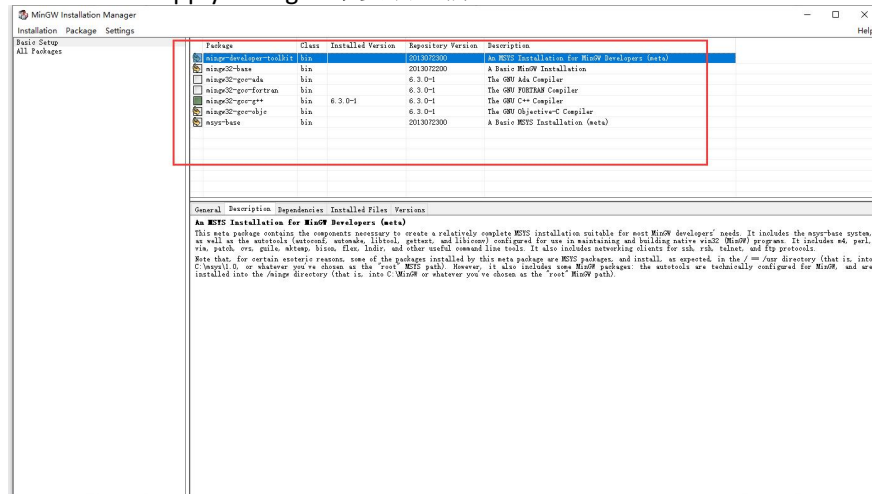 MinGW Installation Manager
Installation Package Settings
Help
Basic Setup
All Packages
Package Class Installed Version Repository Version Description
mingw-developer-toolkit bin 2013072300 An MSYS Installation for MinGW Developers (meta)
mingw32-base bin 2013072200 A Basic MinGW Installation
mingw32-gcc-ada bin 6.3.0-1 The GNU Ada Compiler
mingw32-gcc-fortran bin 6.3.0-1 The GNU FORTRAN Compiler
mingw32-gcc-g++ bin 6.3.0-1 6.3.0-1 The GNU C++ Compiler
mingw32-gcc-objc bin 6.3.0-1 The GNU Objective-C Compiler
msys-base bin 2013072300 A Basic MSYS Installation (meta)
General Description Dependencies Installed Files Versions
An MSYS Installation for MinGW Developers (meta)
This meta package contains the components necessary to create a relatively complete MSYS installation suitable for most MinGW developers' needs. It includes the msys-base system,
as well as the autotools (autoconf, automake, libtool, gettext, and libiconv) configured for use in maintaining and building native win32 (MinGW) programs. It includes m4, perl,
vim, patch, cvs, guile, mktemp, bison, flex, lndir, and other useful command line tools. It also includes networking clients for ssh, rsh, telnet, and ftp protocols.
Note that, for certain esoteric reasons, some of the packages installed by this meta package are MSYS packages, and install, as expected, in the / == /usr directory (that is, into
C:\msys\1.0, or whatever you've chosen as the "root" MSYS path). However, it also includes some MinGW packages: the autotools are technically configured for MinGW, and are
installed into the /mingw directory (that is, into C:\MinGW or whatever you've chosen as the "root" MinGW path).